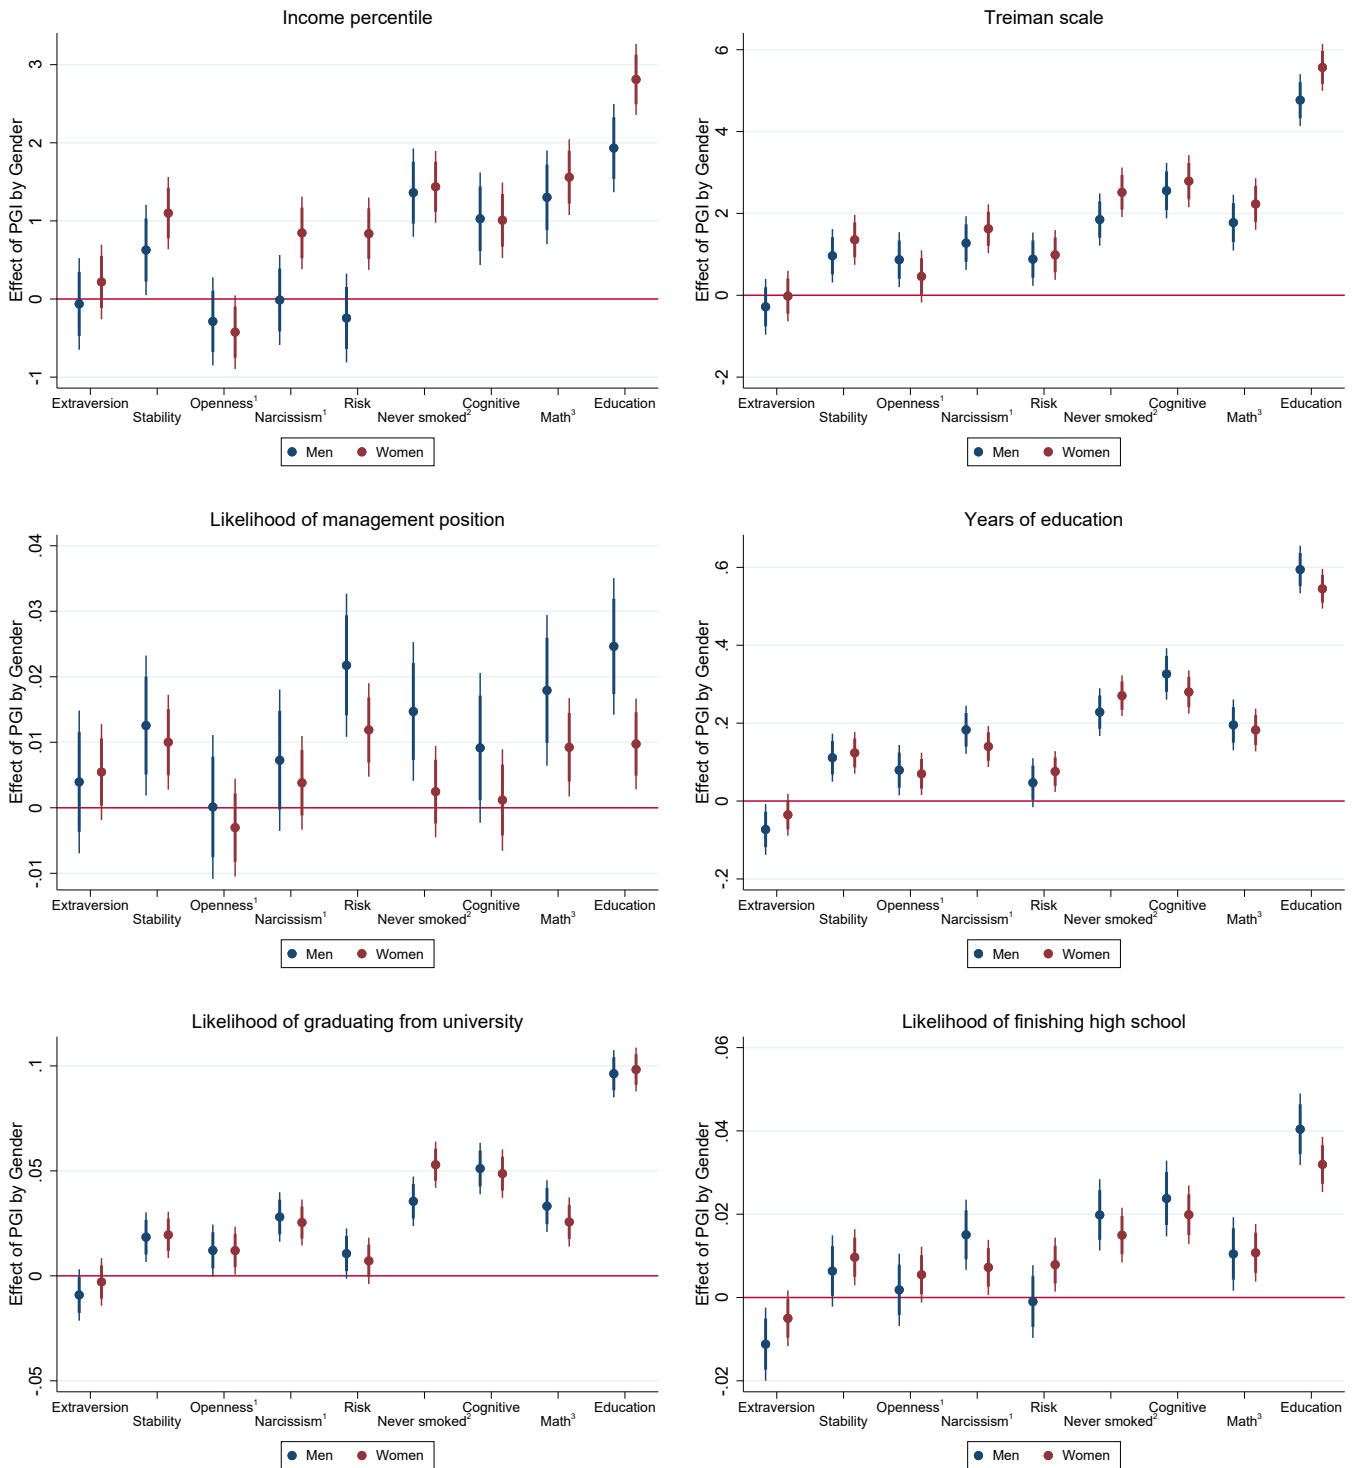 Income percentile
Effect of PGI by Gender
3
2
1
0
-1
Extraversion Openness¹ Risk Cognitive Education
Stability Narcissism¹ Never smoked² Math³
Men Women
Treiman scale
Effect of PGI by Gender
6
4
2
0
-2
Extraversion Openness¹ Risk Cognitive Education
Stability Narcissism¹ Never smoked² Math³
Men Women
Likelihood of management position
Effect of PGI by Gender
.04
.03
.02
.01
0
-.01
Extraversion Openness¹ Risk Cognitive Education
Stability Narcissism¹ Never smoked² Math³
Men Women
Years of education
Effect of PGI by Gender
.6
.4
.2
0
-.2
Extraversion Openness¹ Risk Cognitive Education
Stability Narcissism¹ Never smoked² Math³
Men Women
Likelihood of graduating from university
Effect of PGI by Gender
.1
.05
0
-.05
Extraversion Openness¹ Risk Cognitive Education
Stability Narcissism¹ Never smoked² Math³
Men Women
Likelihood of finishing high school
Effect of PGI by Gender
.06
.04
.02
0
-.02
Extraversion Openness¹ Risk Cognitive Education
Stability Narcissism¹ Never smoked² Math³
Men Women